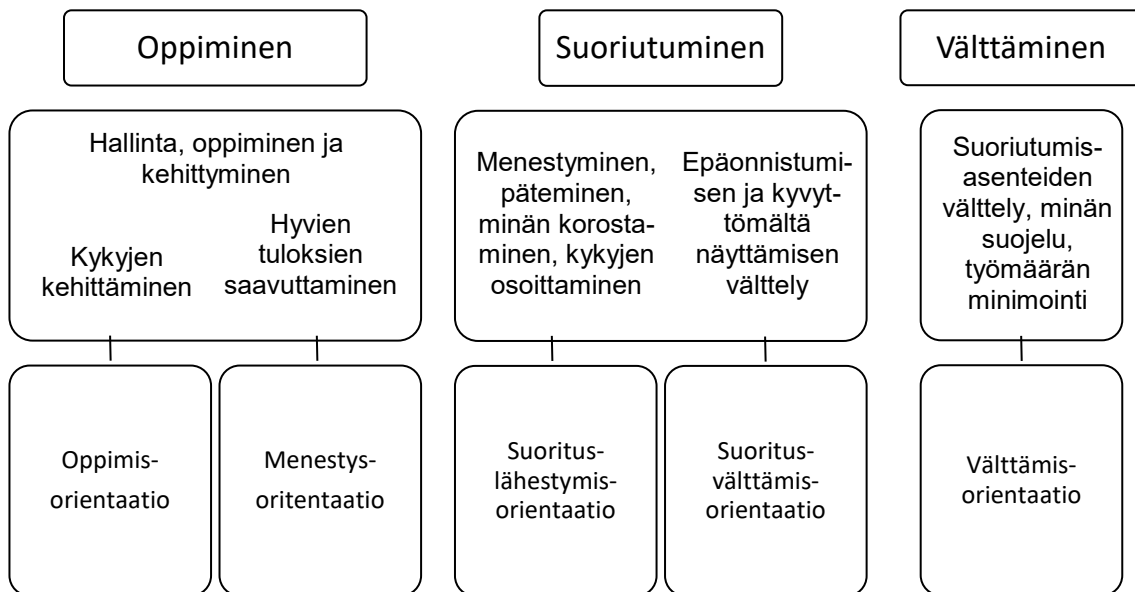 Oppiminen
Suoriutuminen
Välttäminen
Hallinta, oppiminen ja
kehittyminen
Kykyjen
kehittäminen
Hyvien
tuloksien
saavuttaminen
Menestyminen,
päteminen,
minän korosta-
minen, kykyjen
osoittaminen
Epäonnistumi-
sen ja kyvyt-
tömältä
näyttämisen
välttely
Suoriutumis-
asenteiden
välttely, minän
suojelu,
työmäärän
minimointi
Oppimis-
orientaatio
Menestys-
oritentaatio
Suoritus-
lähestymis-
orientaatio
Suoritus-
välttämis-
orientaatio
Välttämis-
orientaatio